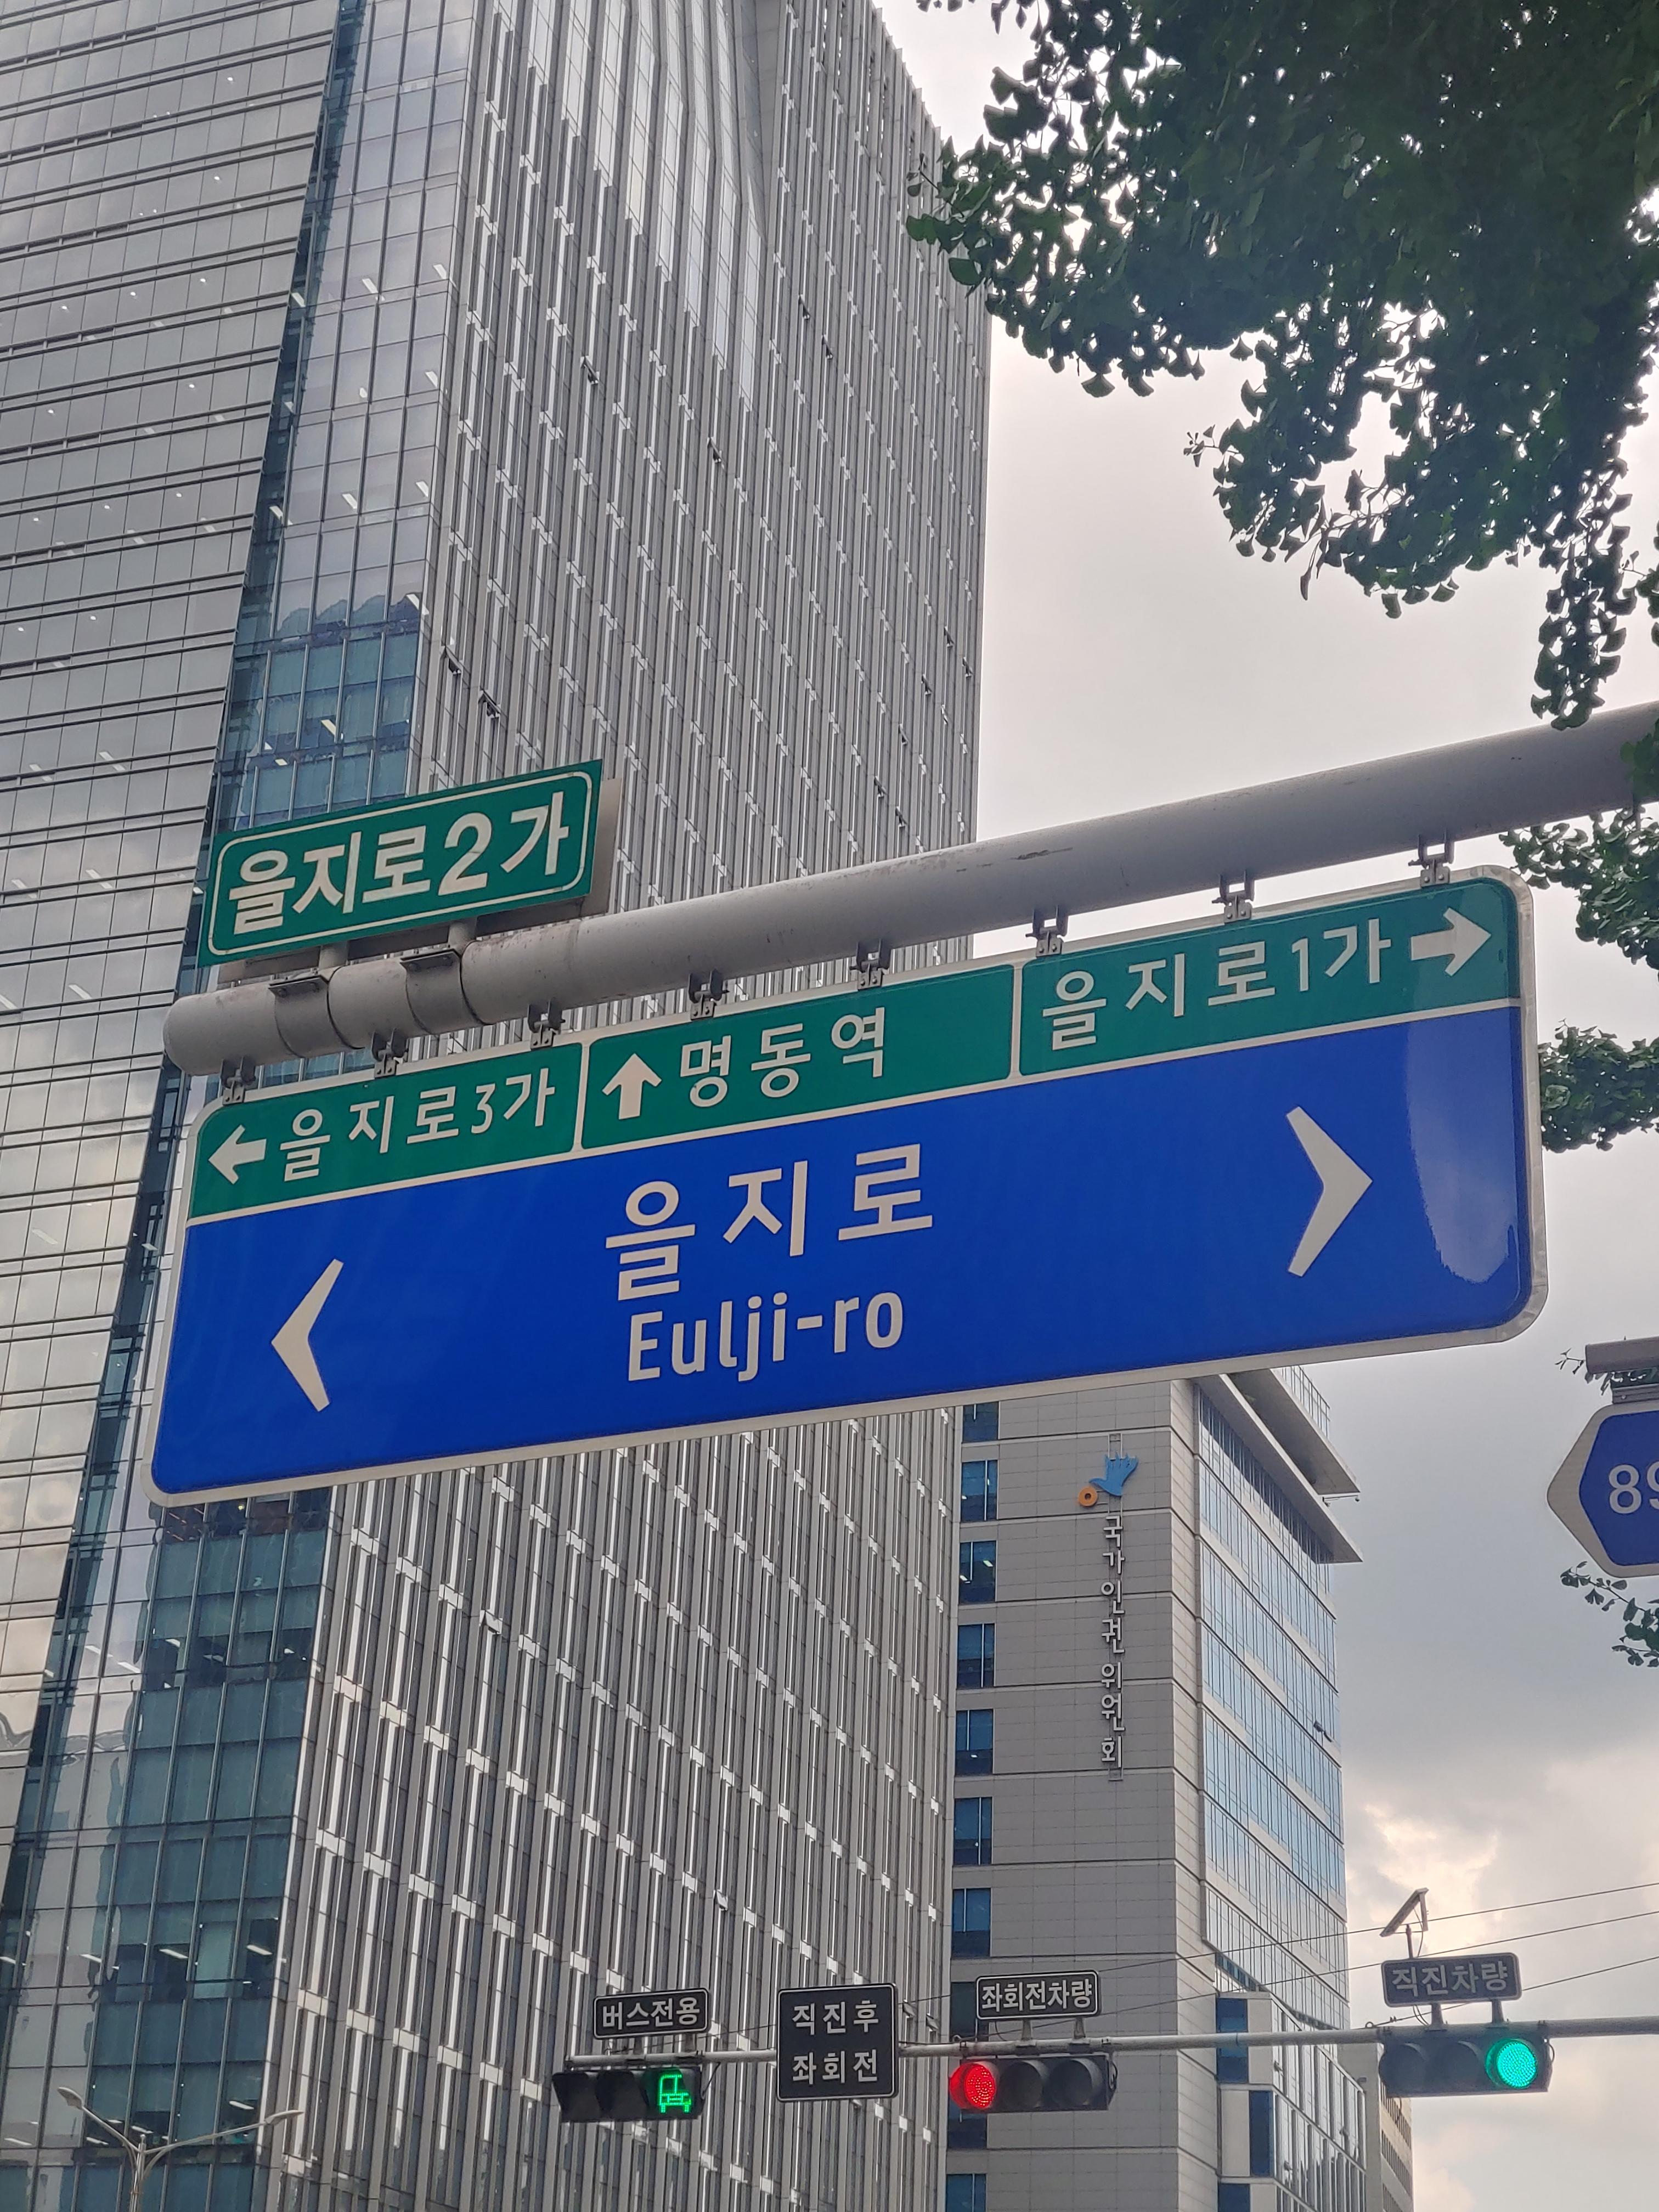 을지로2가
을지로3가
명동역
을지로1가
을지로
Eulji-ro
국가인권위원회
버스전용
직진후
좌회전
좌회전차량
직진차량